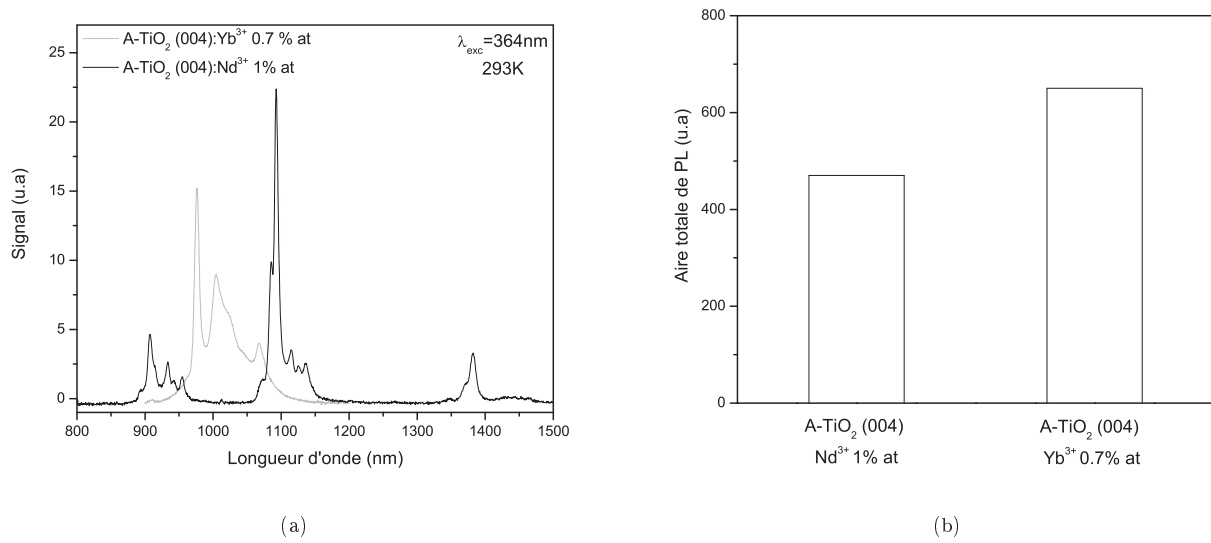 A-TiO₂ (004):Yb³⁺ 0.7 % at
A-TiO₂ (004):Nd³⁺ 1% at
λexc=364nm
293K
Signal (u.a)
25
20
15
10
5
0
800 900 1000 1100 1200 1300 1400 1500
Longueur d'onde (nm)
(a)
Aire totale de PL (u.a)
800
600
400
200
0
A-TiO₂ (004) A-TiO₂ (004)
Nd³⁺ 1% at Yb³⁺ 0.7% at
(b)